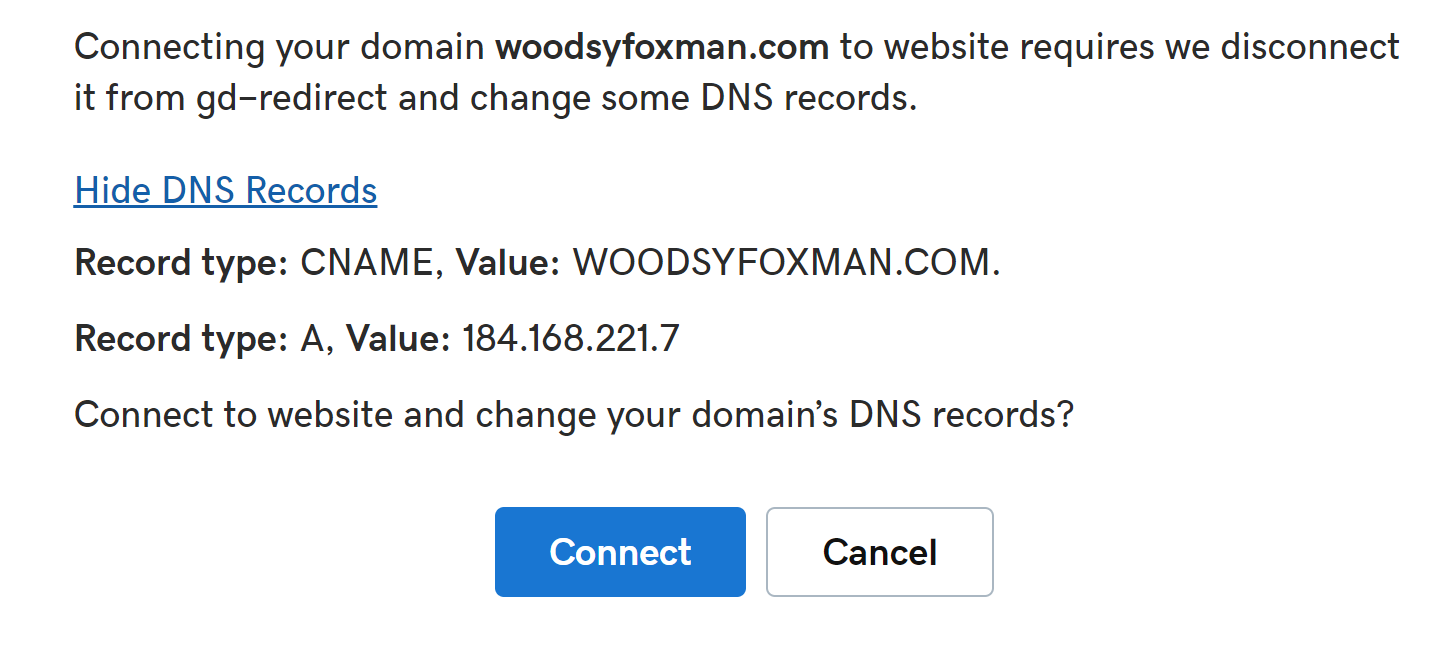 Connecting your domain woodsyfoxman.com to website requires we disconnect
it from gd-redirect and change some DNS records.
Hide DNS Records
Record type: CNAME, Value: WOODSYFOXMAN.COM.
Record type: A, Value: 184.168.221.7
Connect to website and change your domain’s DNS records?
Connect Cancel